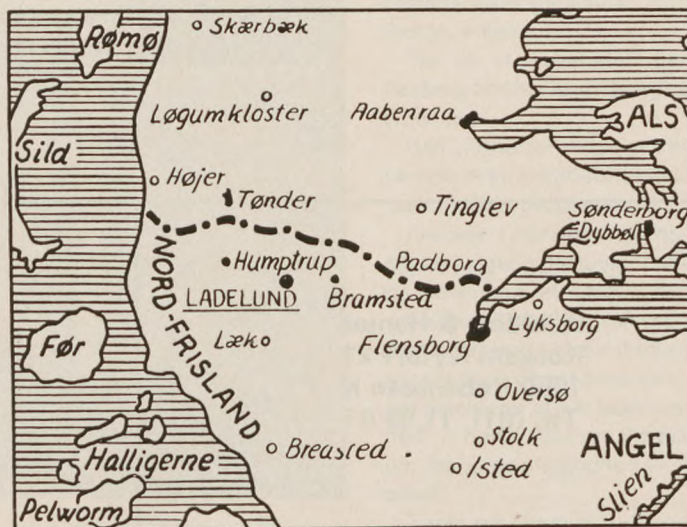 Rømø
Skærbæk
Løgumkloster
Aabenraa
ALS
Sild
Højer
Tønder
Tinglev
Sønderborg
Dybbøl
Humptrup
Padborg
NORD-FRISLAND
LADELUND
Bramsted
Lyksborg
Før
Læk
Flensborg
Oversø
Stolk
ANGEL
Breasted
Isted
Halligerne
Slien
Pelworm